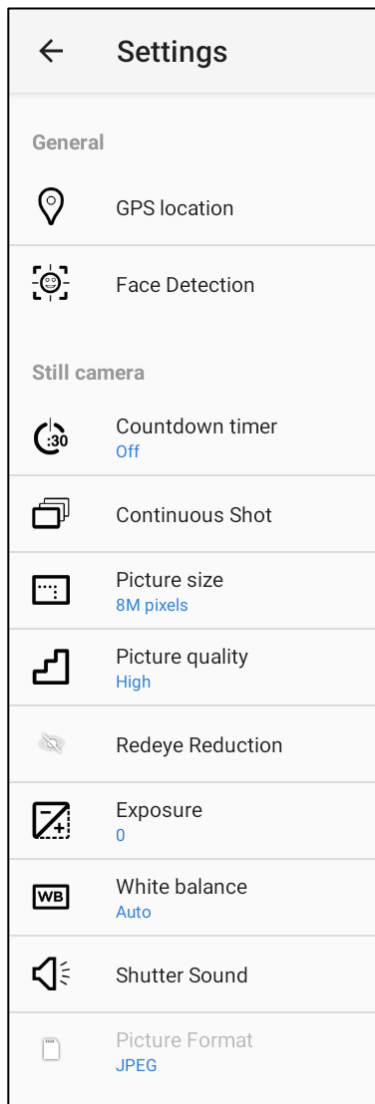 Settings
General
GPS location
Face Detection
Still camera
:30
Countdown timer
Off
Continuous Shot
Picture size
8M pixels
Picture quality
High
Redeye Reduction
Exposure
0
WB
White balance
Auto
Shutter Sound
Picture Format
JPEG